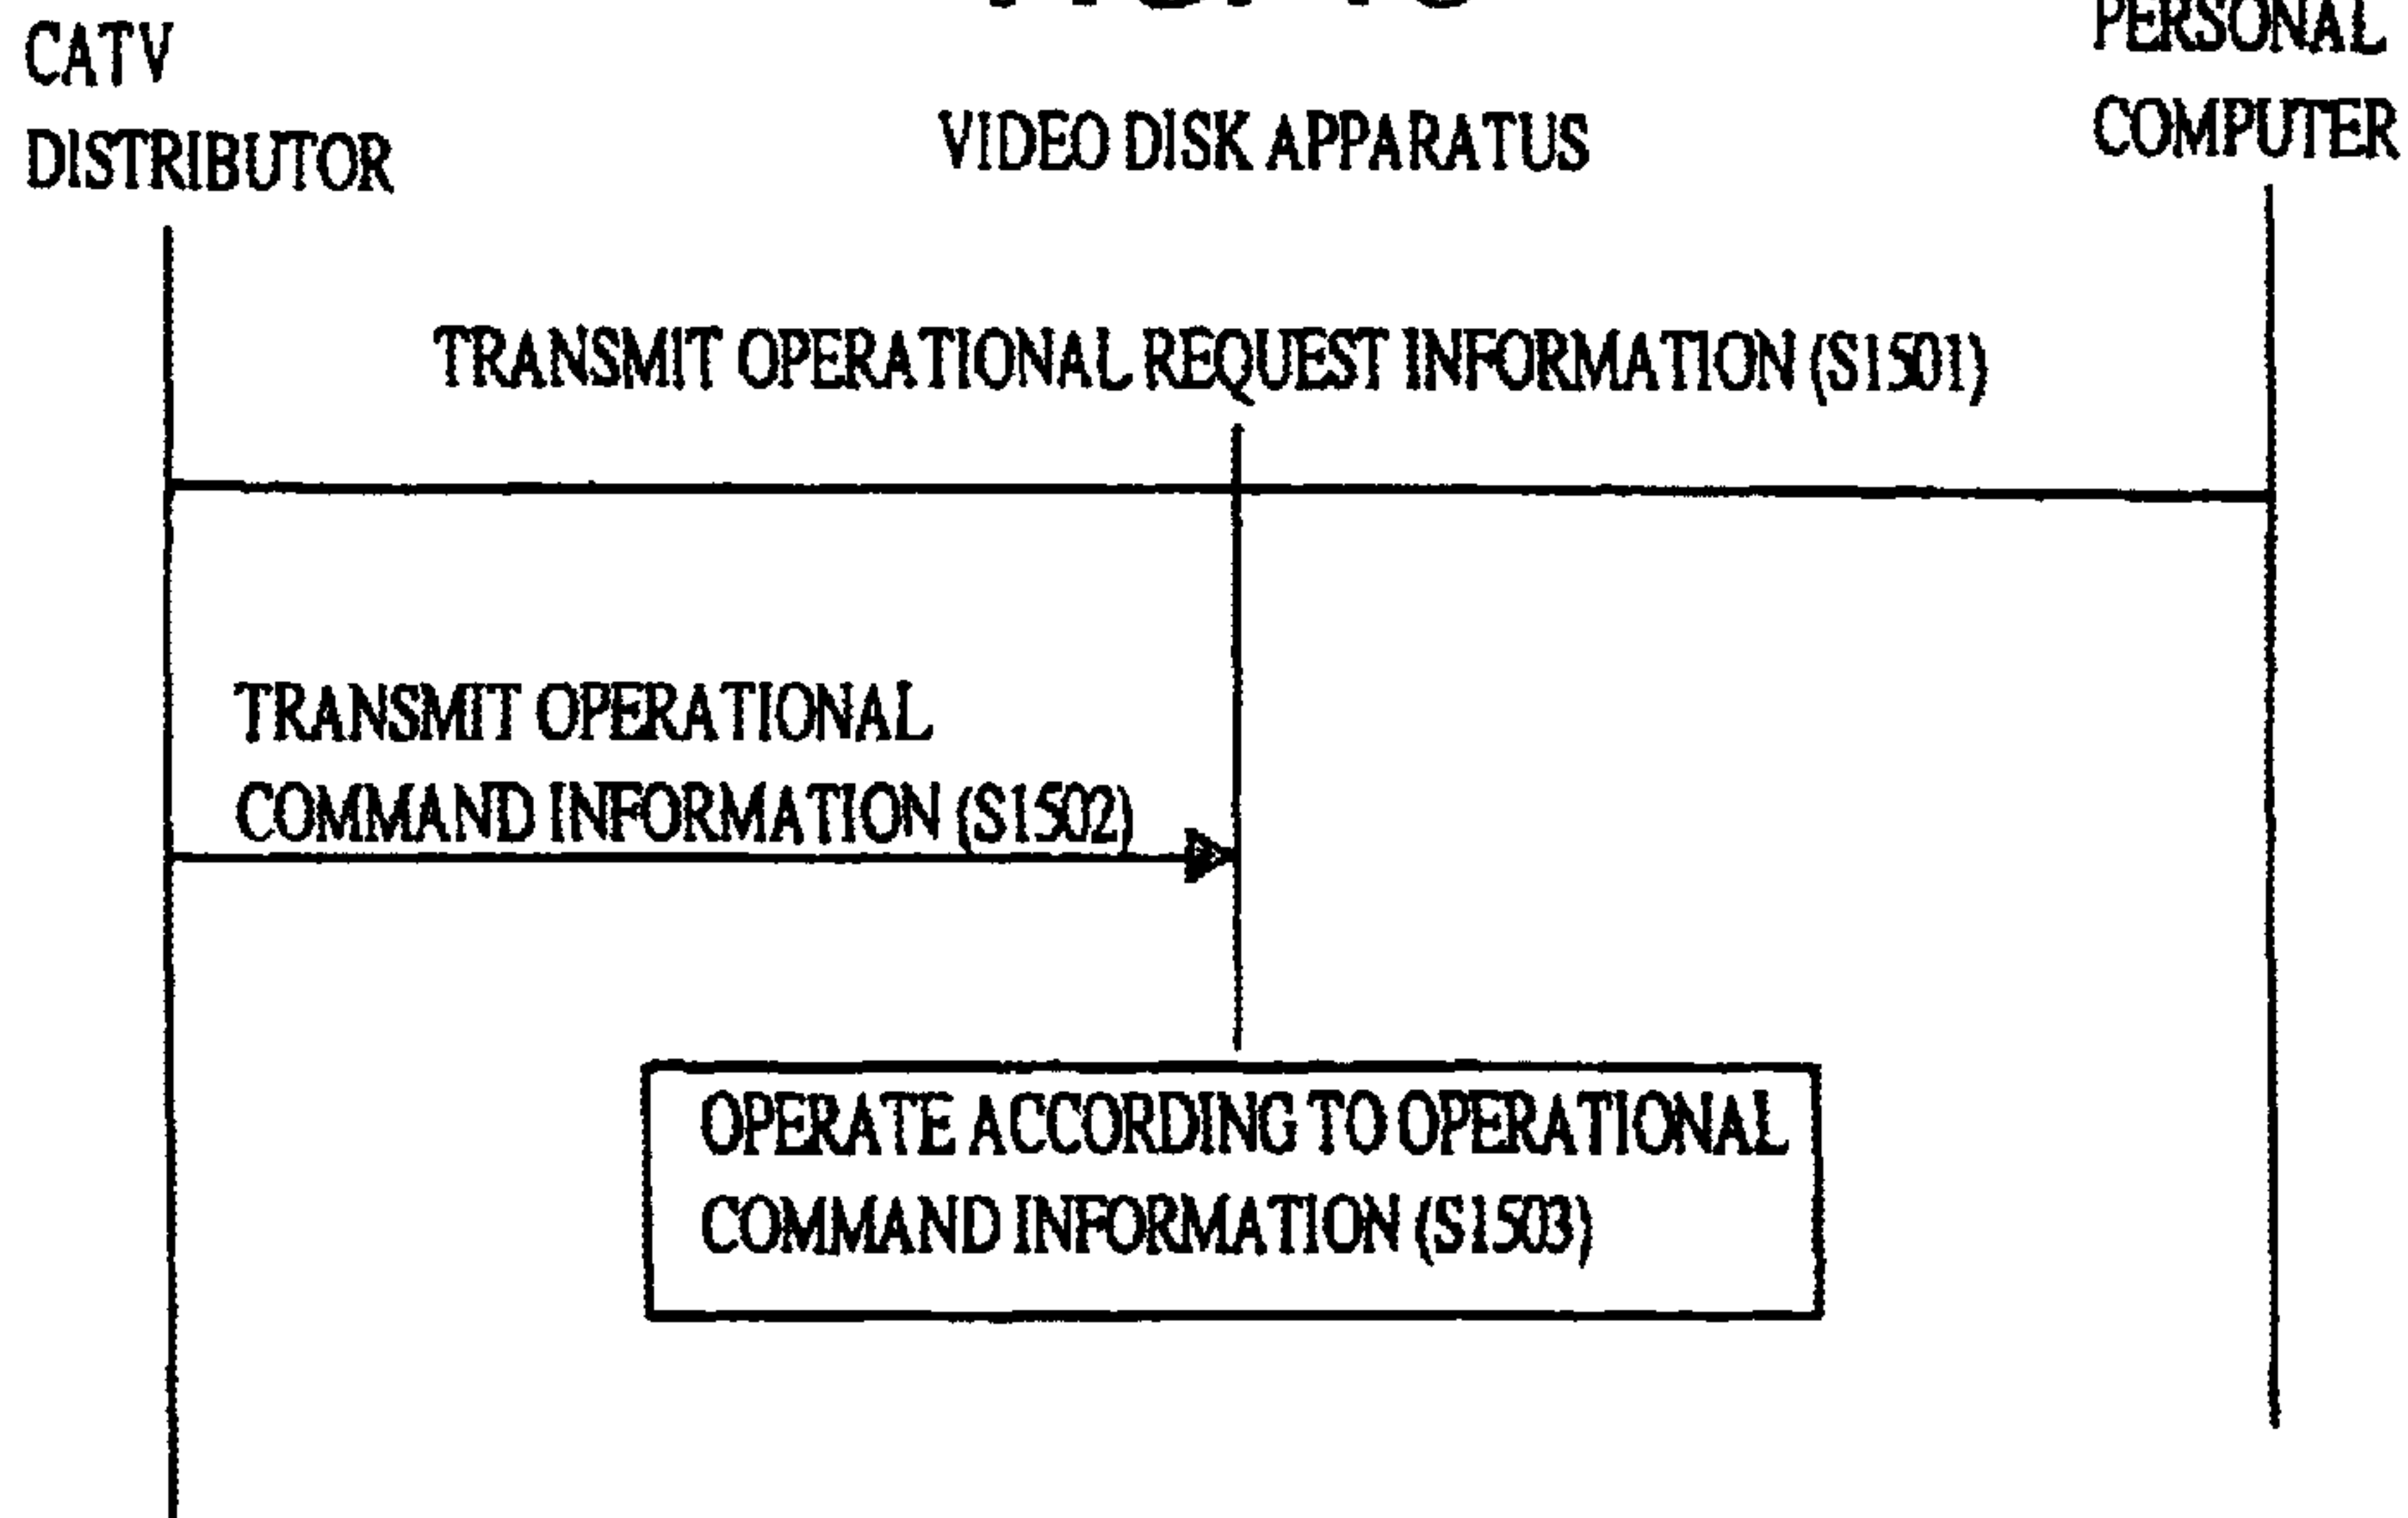 CATV
DISTRIBUTOR
VIDEO DISK APPARATUS
PERSONAL
COMPUTER
TRANSMIT OPERATIONAL REQUEST INFORMATION (S1501)
TRANSMIT OPERATIONAL
COMMAND INFORMATION (S1502)
OPERATE ACCORDING TO OPERATIONAL
COMMAND INFORMATION (S1503)